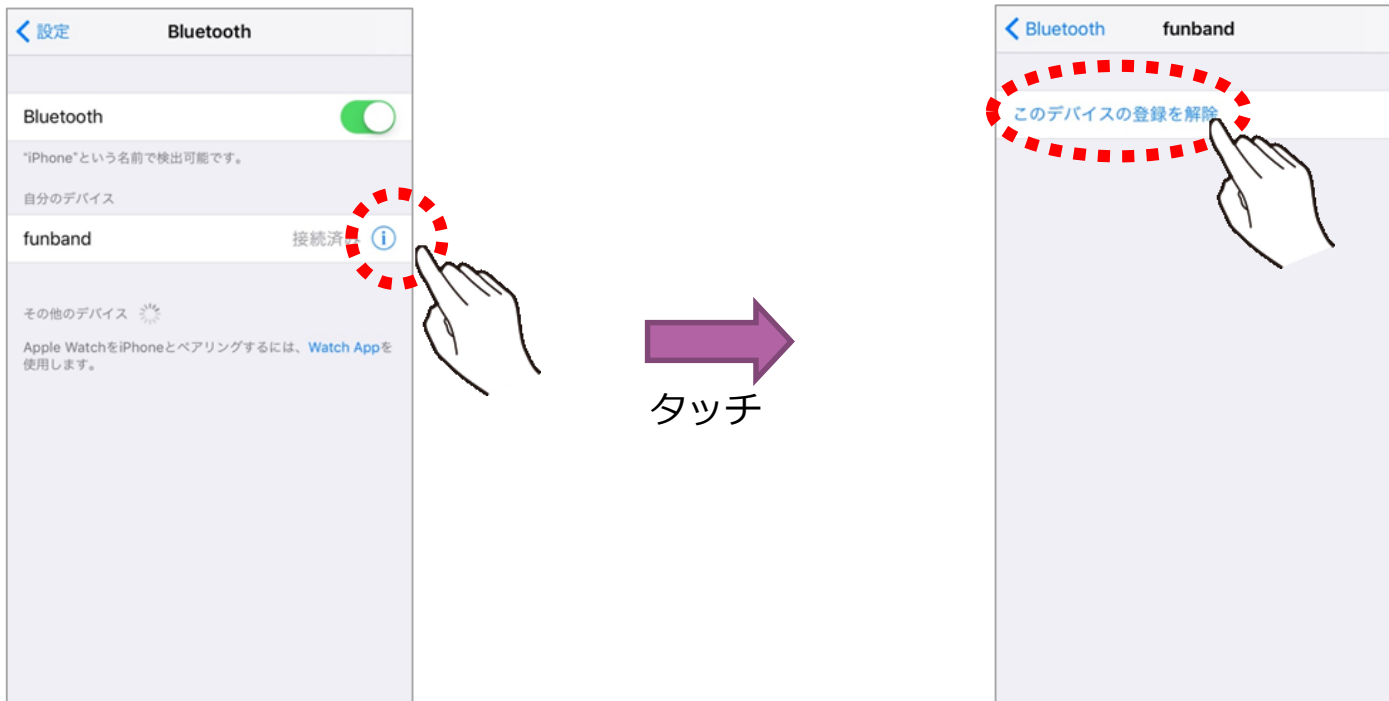 設定
Bluetooth
Bluetooth
"iPhone"という名前で検出可能です。
自分のデバイス
funband 接続済み
その他のデバイス
Apple WatchをiPhoneとペアリングするには、Watch Appを
使用します。
タッチ
Bluetooth
funband
このデバイスの登録を解除